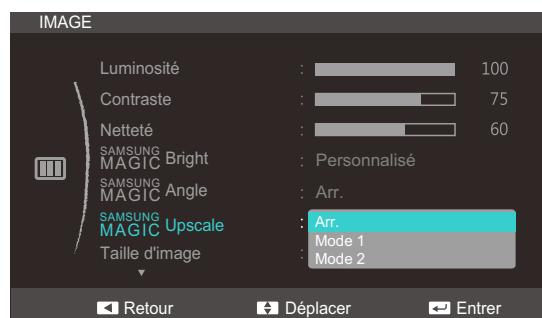 IMAGE
Luminosité : 100
Contraste : 75
Netteté : 60
SAMSUNG MAGIC Bright : Personnalisé
SAMSUNG MAGIC Angle : Arr.
SAMSUNG MAGIC Upscale : Arr.
Mode 1
Taille d'image : Mode 2
Retour Déplacer Entrer